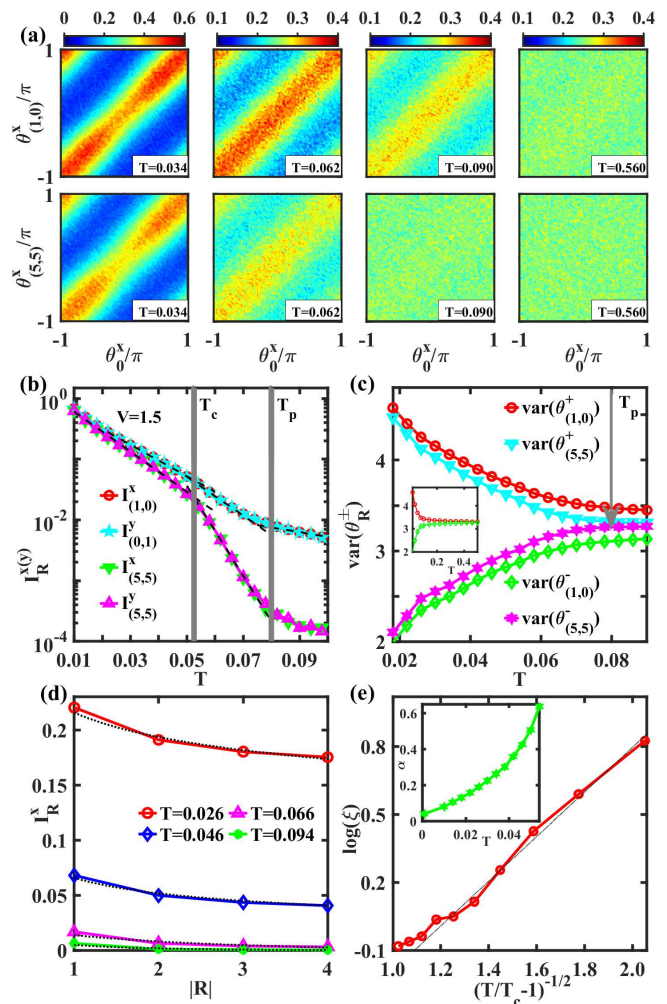 (a)
0 0.2 0.4 0.6
0.1 0.2 0.3 0.4
0.1 0.2 0.3 0.4
0.1 0.2 0.3 0.4
1
θ^x_(1,0)/π
-1
T=0.034
T=0.062
T=0.090
T=0.560
1
θ^x_(5,5)/π
-1
T=0.034
T=0.062
T=0.090
T=0.560
-1 θ^x_0/π 1
-1 θ^x_0/π 1
-1 θ^x_0/π 1
-1 θ^x_0/π 1
(b)
10^0
10^-2
10^-4
I^x(y)_R
V=1.5
T_c
T_p
I^x_(1,0)
I^y_(0,1)
I^x_(5,5)
I^y_(5,5)
0.01 0.03 0.05 0.07 0.09
T
(c)
4
3
2
var(θ^±_R)
var(θ^+_(1,0))
var(θ^+_(5,5))
T_p
4
3
2
0 0.2 0.4
T
var(θ^-_(1,0))
var(θ^-_(5,5))
0.02 0.04 0.06 0.08
T
(d)
0.2
0.15
0.1
0.05
0
I^x_R
T=0.026
T=0.066
T=0.046
T=0.094
1 2 3 4
|R|
(e)
0.8
0.5
0.2
-0.1
log(ξ)
0.6
0.4
0.2
0
α
0.02 0.04
T
1.0 1.2 1.4 1.6 1.8 2.0
(T/T_c-1)^-1/2